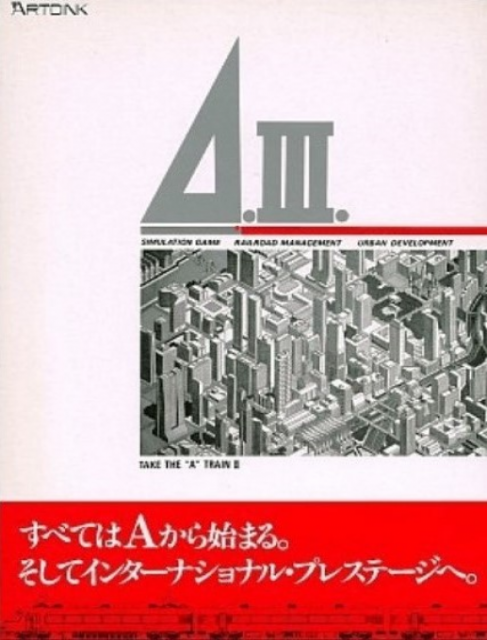 ARTDINK
A.III.
SIMULATION GAME RAILROAD MANAGEMENT URBAN DEVELOPMENT
TAKE THE "A" TRAIN III
すべてはAから始まる。
そしてインターナショナル・プレステージへ。